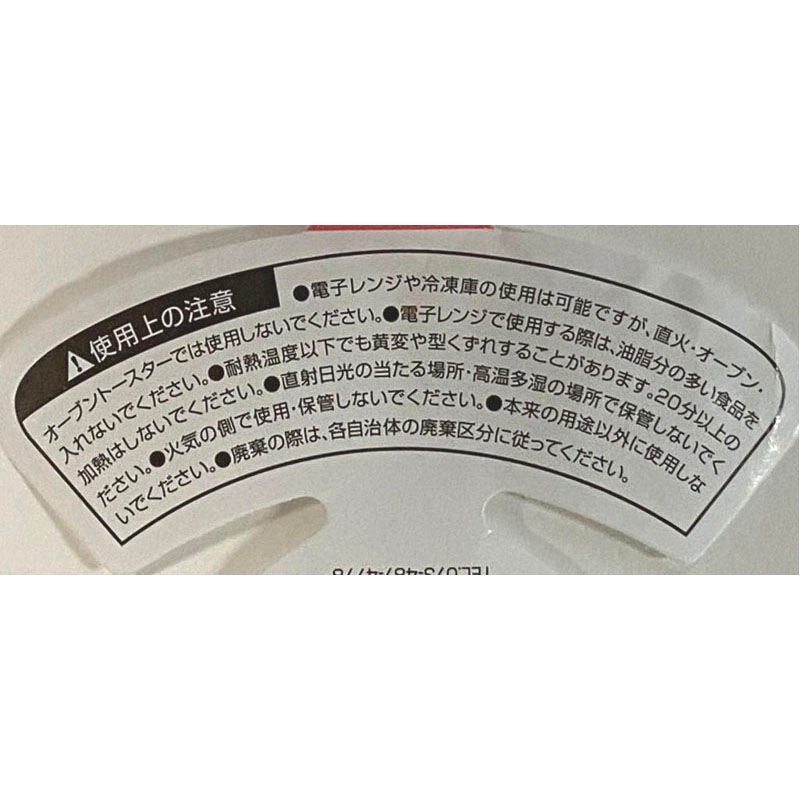 ⚠使用上の注意
●電子レンジや冷凍庫の使用は可能ですが、直火・オーブン・
オーブントースターでは使用しないでください。●電子レンジで使用する際は、油脂分の多い食品を
入れないでください。●耐熱温度以下でも黄変や型くずれすることがあります。20分以上の
加熱はしないでください。●直射日光の当たる場所・高温多湿の場所で保管しないでく
ださい。●火気の側で使用・保管しないでください。●本来の用途以外に使用しな
いでください。●廃棄の際は、各自治体の廃棄区分に従ってください。